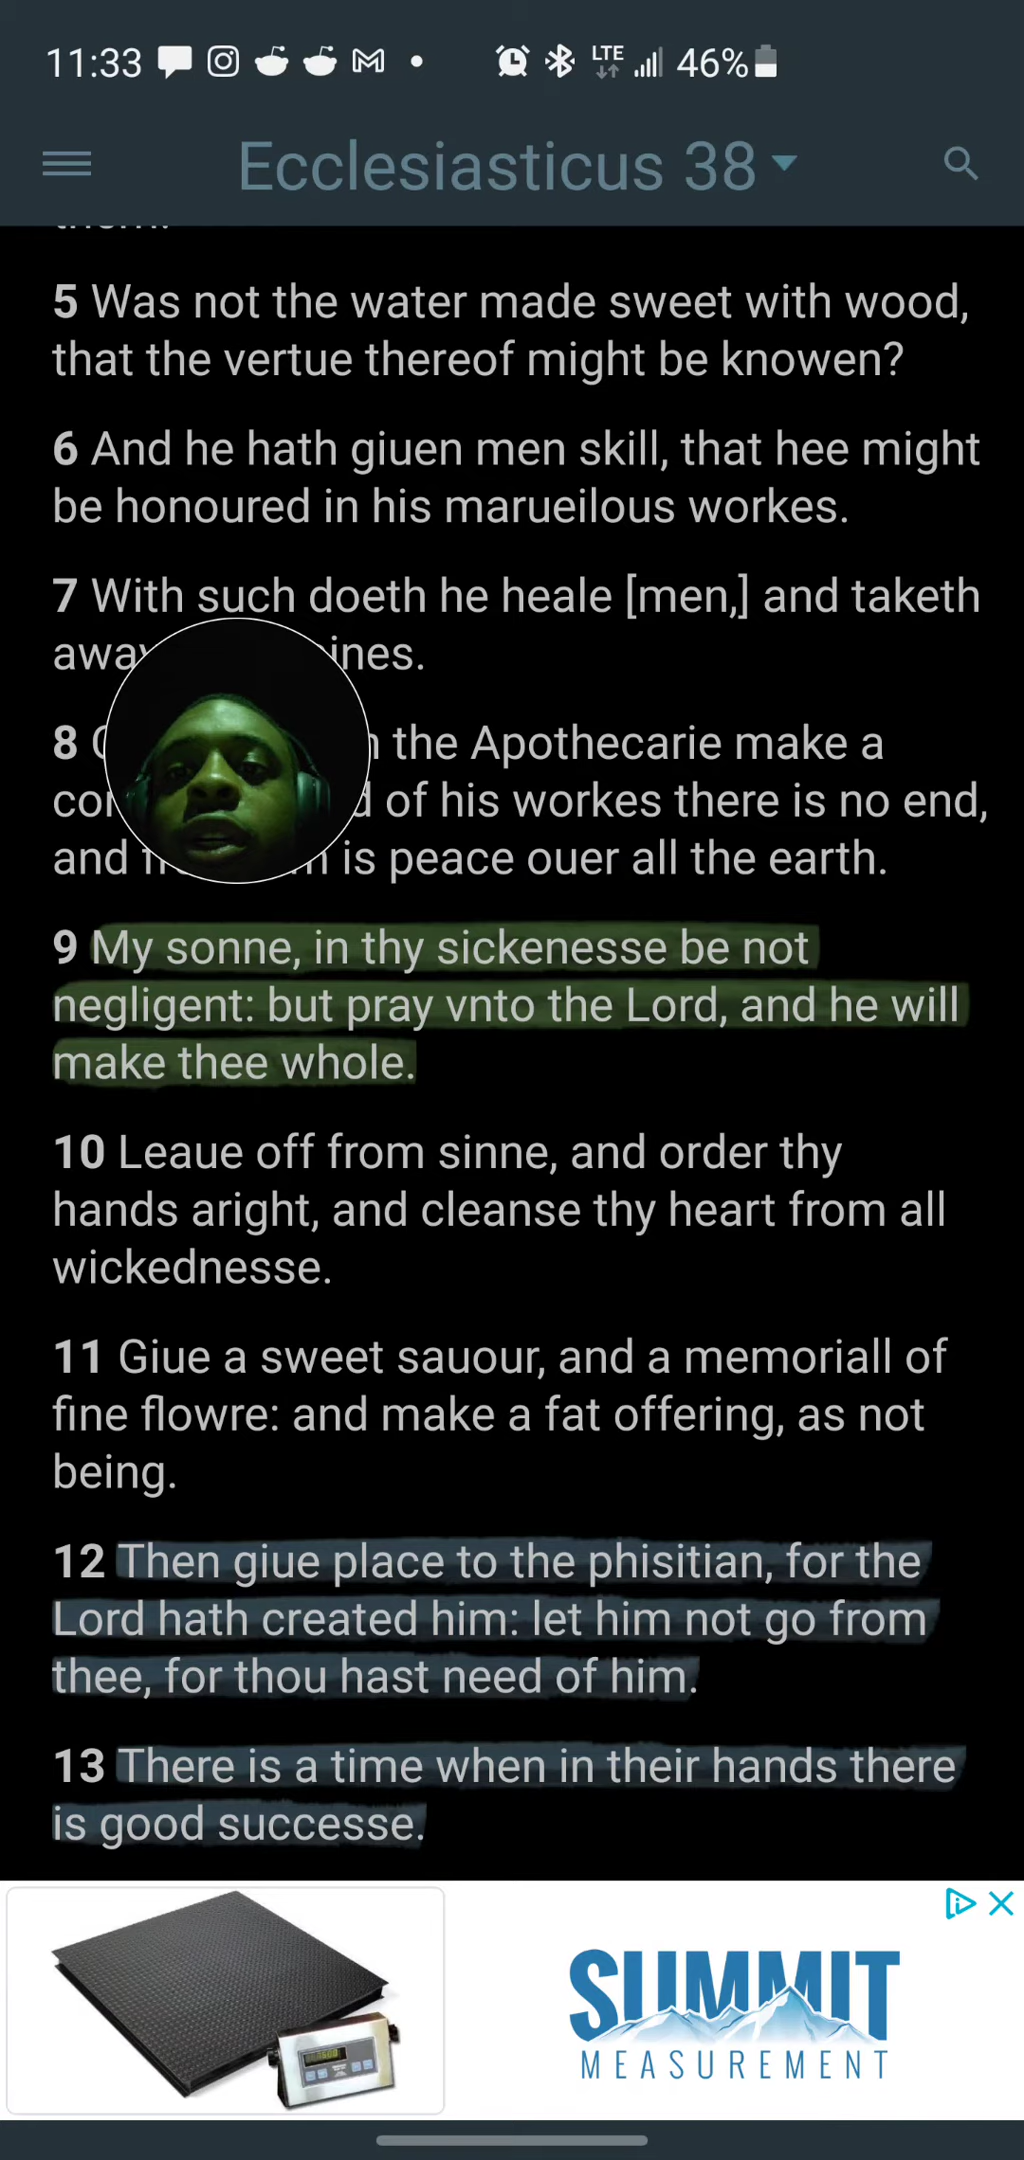 11:33 LTE 46%
Ecclesiasticus 38
5 Was not the water made sweet with wood,
that the vertue thereof might be knowen?
6 And he hath giuen men skill, that hee might
be honoured in his marueilous workes.
7 With such doeth he heale [men,] and taketh
the Apothecarie make a
of his workes there is no end,
and is peace ouer all the earth.
9 My sonne, in thy sickenesse be not
negligent: but pray vnto the Lord, and he will
make thee whole.
10 Leaue off from sinne, and order thy
hands aright, and cleanse thy heart from all
wickednesse.
11 Giue a sweet sauour, and a memoriall of
fine flowre: and make a fat offering, as not
being.
12 Then giue place to the phisitian, for the
Lord hath created him: let him not go from
thee, for thou hast need of him.
13 There is a time when in their hands there
is good successe.
SUMMIT
MEASUREMENT